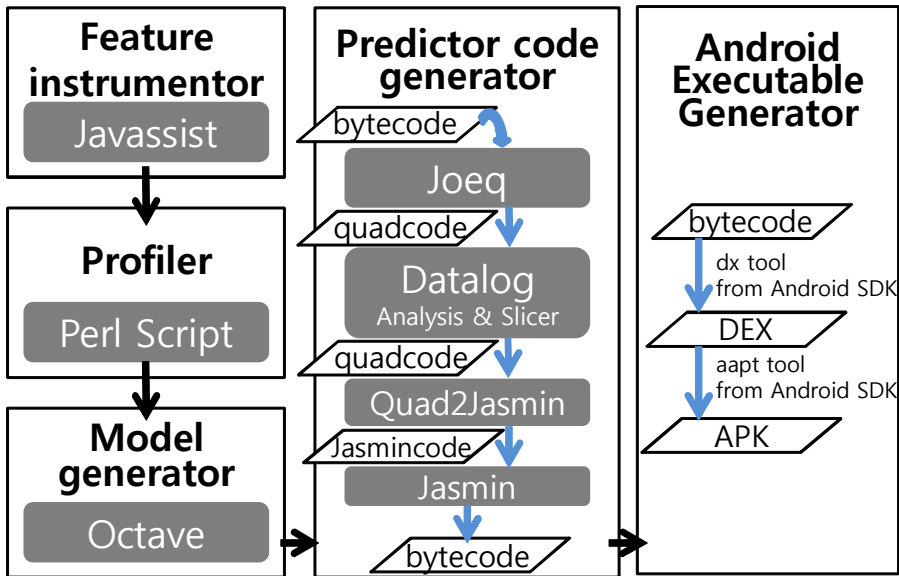 Feature
instrumentor
Javassist
Profiler
Perl Script
Model
generator
Octave
Predictor code
generator
bytecode
Joeq
quadcode
Datalog
Analysis & Slicer
quadcode
Quad2Jasmin
Jasmincode
Jasmin
bytecode
Android
Executable
Generator
bytecode
dx tool
from Android SDK
DEX
aapt tool
from Android SDK
APK